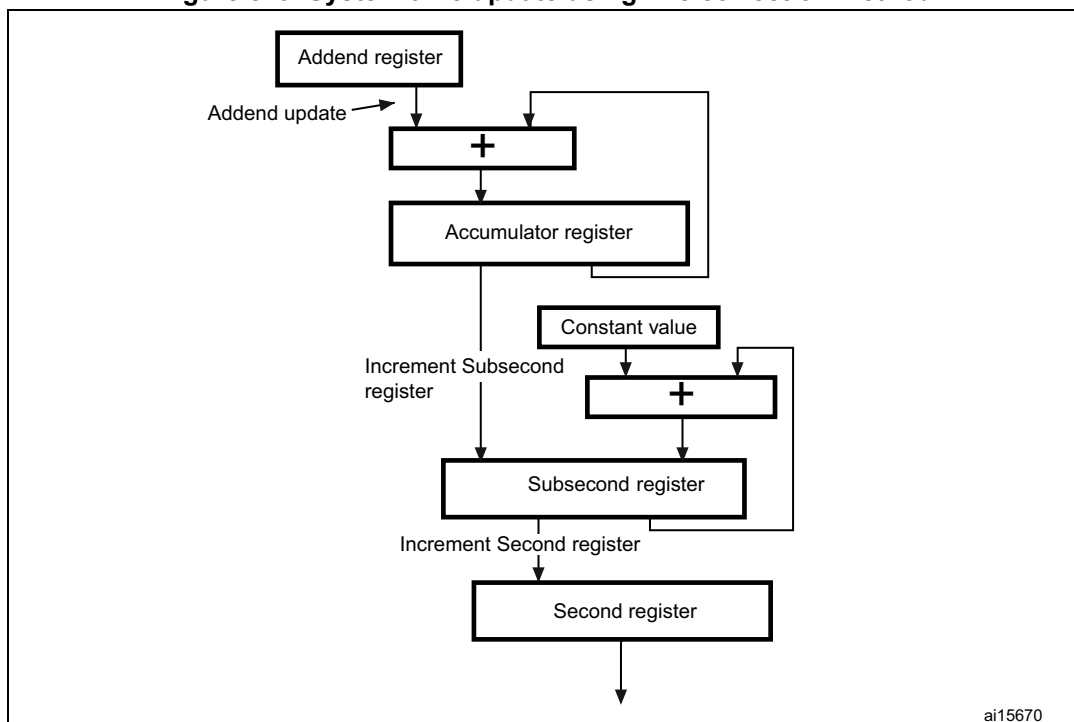 Addend register
Addend update
+
Accumulator register
Constant value
Increment Subsecond
register
+
Subsecond register
Increment Second register
Second register
ai15670